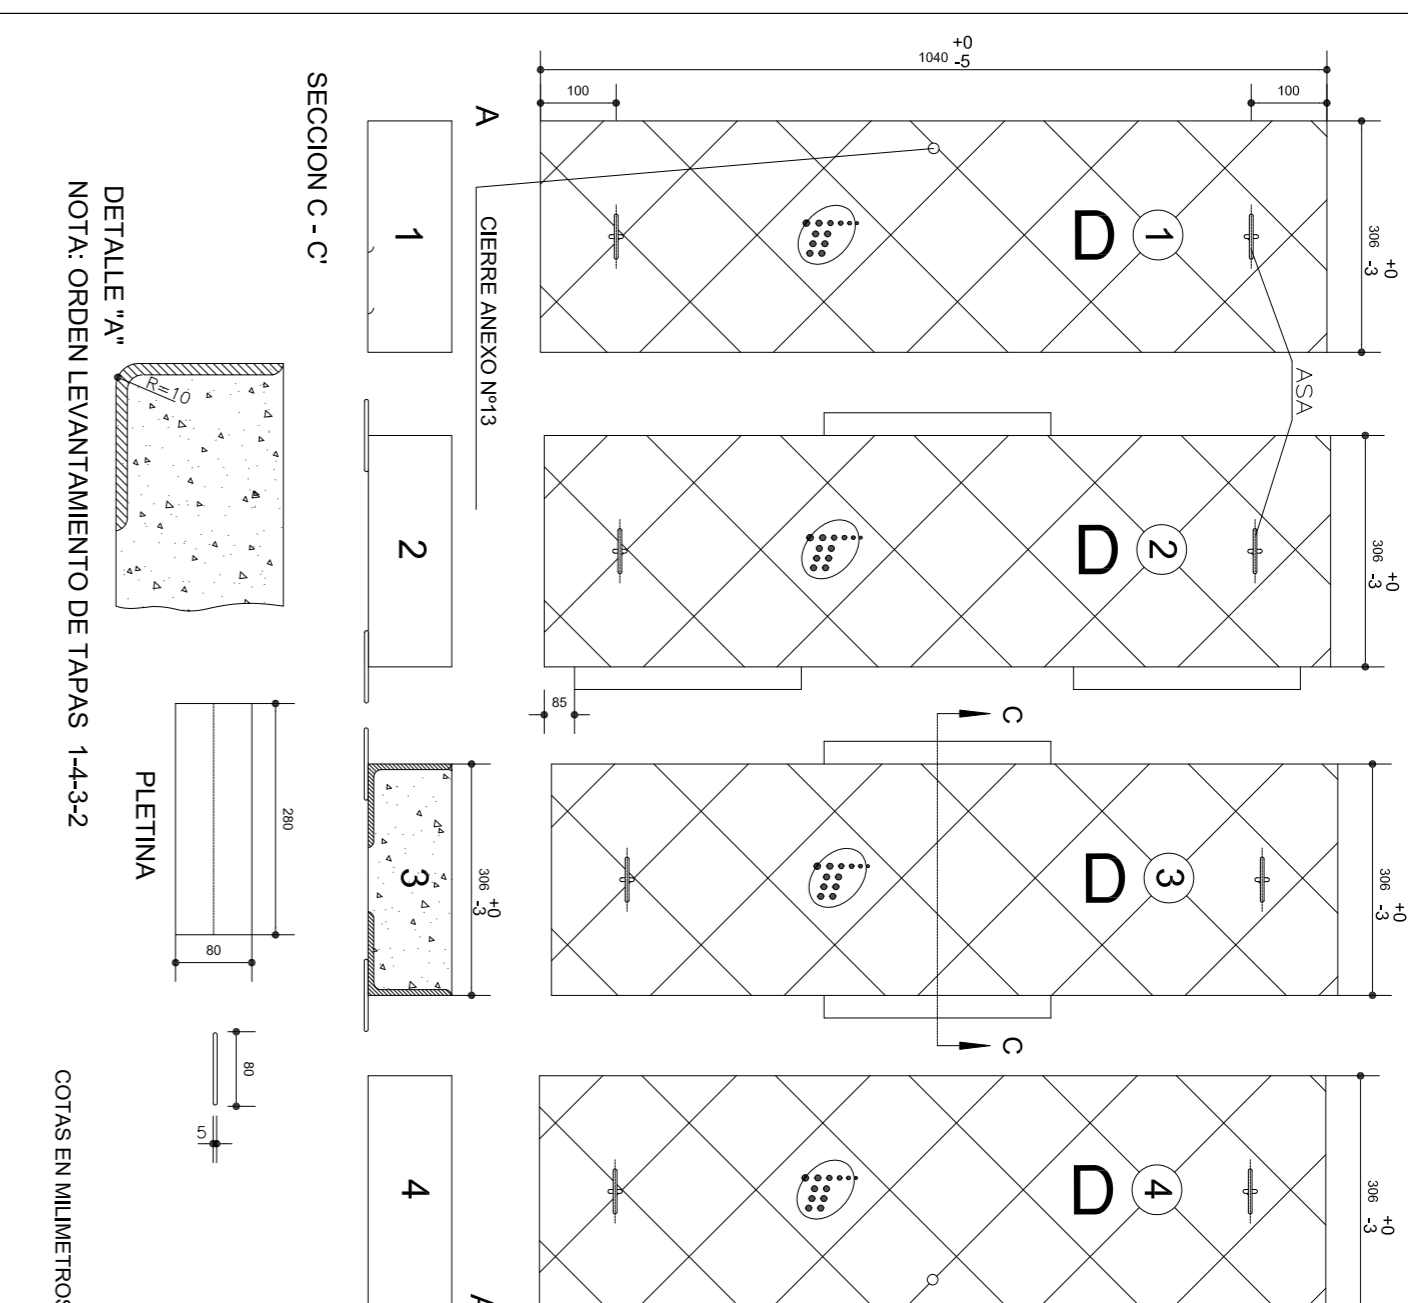 1040 +0 -5
100
100
306 +0 -3
A
SECCION C - C'
1
CIERRE ANEXO Nº13
D 1
ASA
DETALLE "A"
NOTA: ORDEN LEVANTAMIENTO DE TAPAS 1-4-3-2
R=10
2
D 2
306 +0 -3
85
C
PLETINA
280
80
3
306 +0 -3
D 3
306 +0 -3
C
80
5
COTAS EN MILIMETROS
4
D 4
306 +0 -3